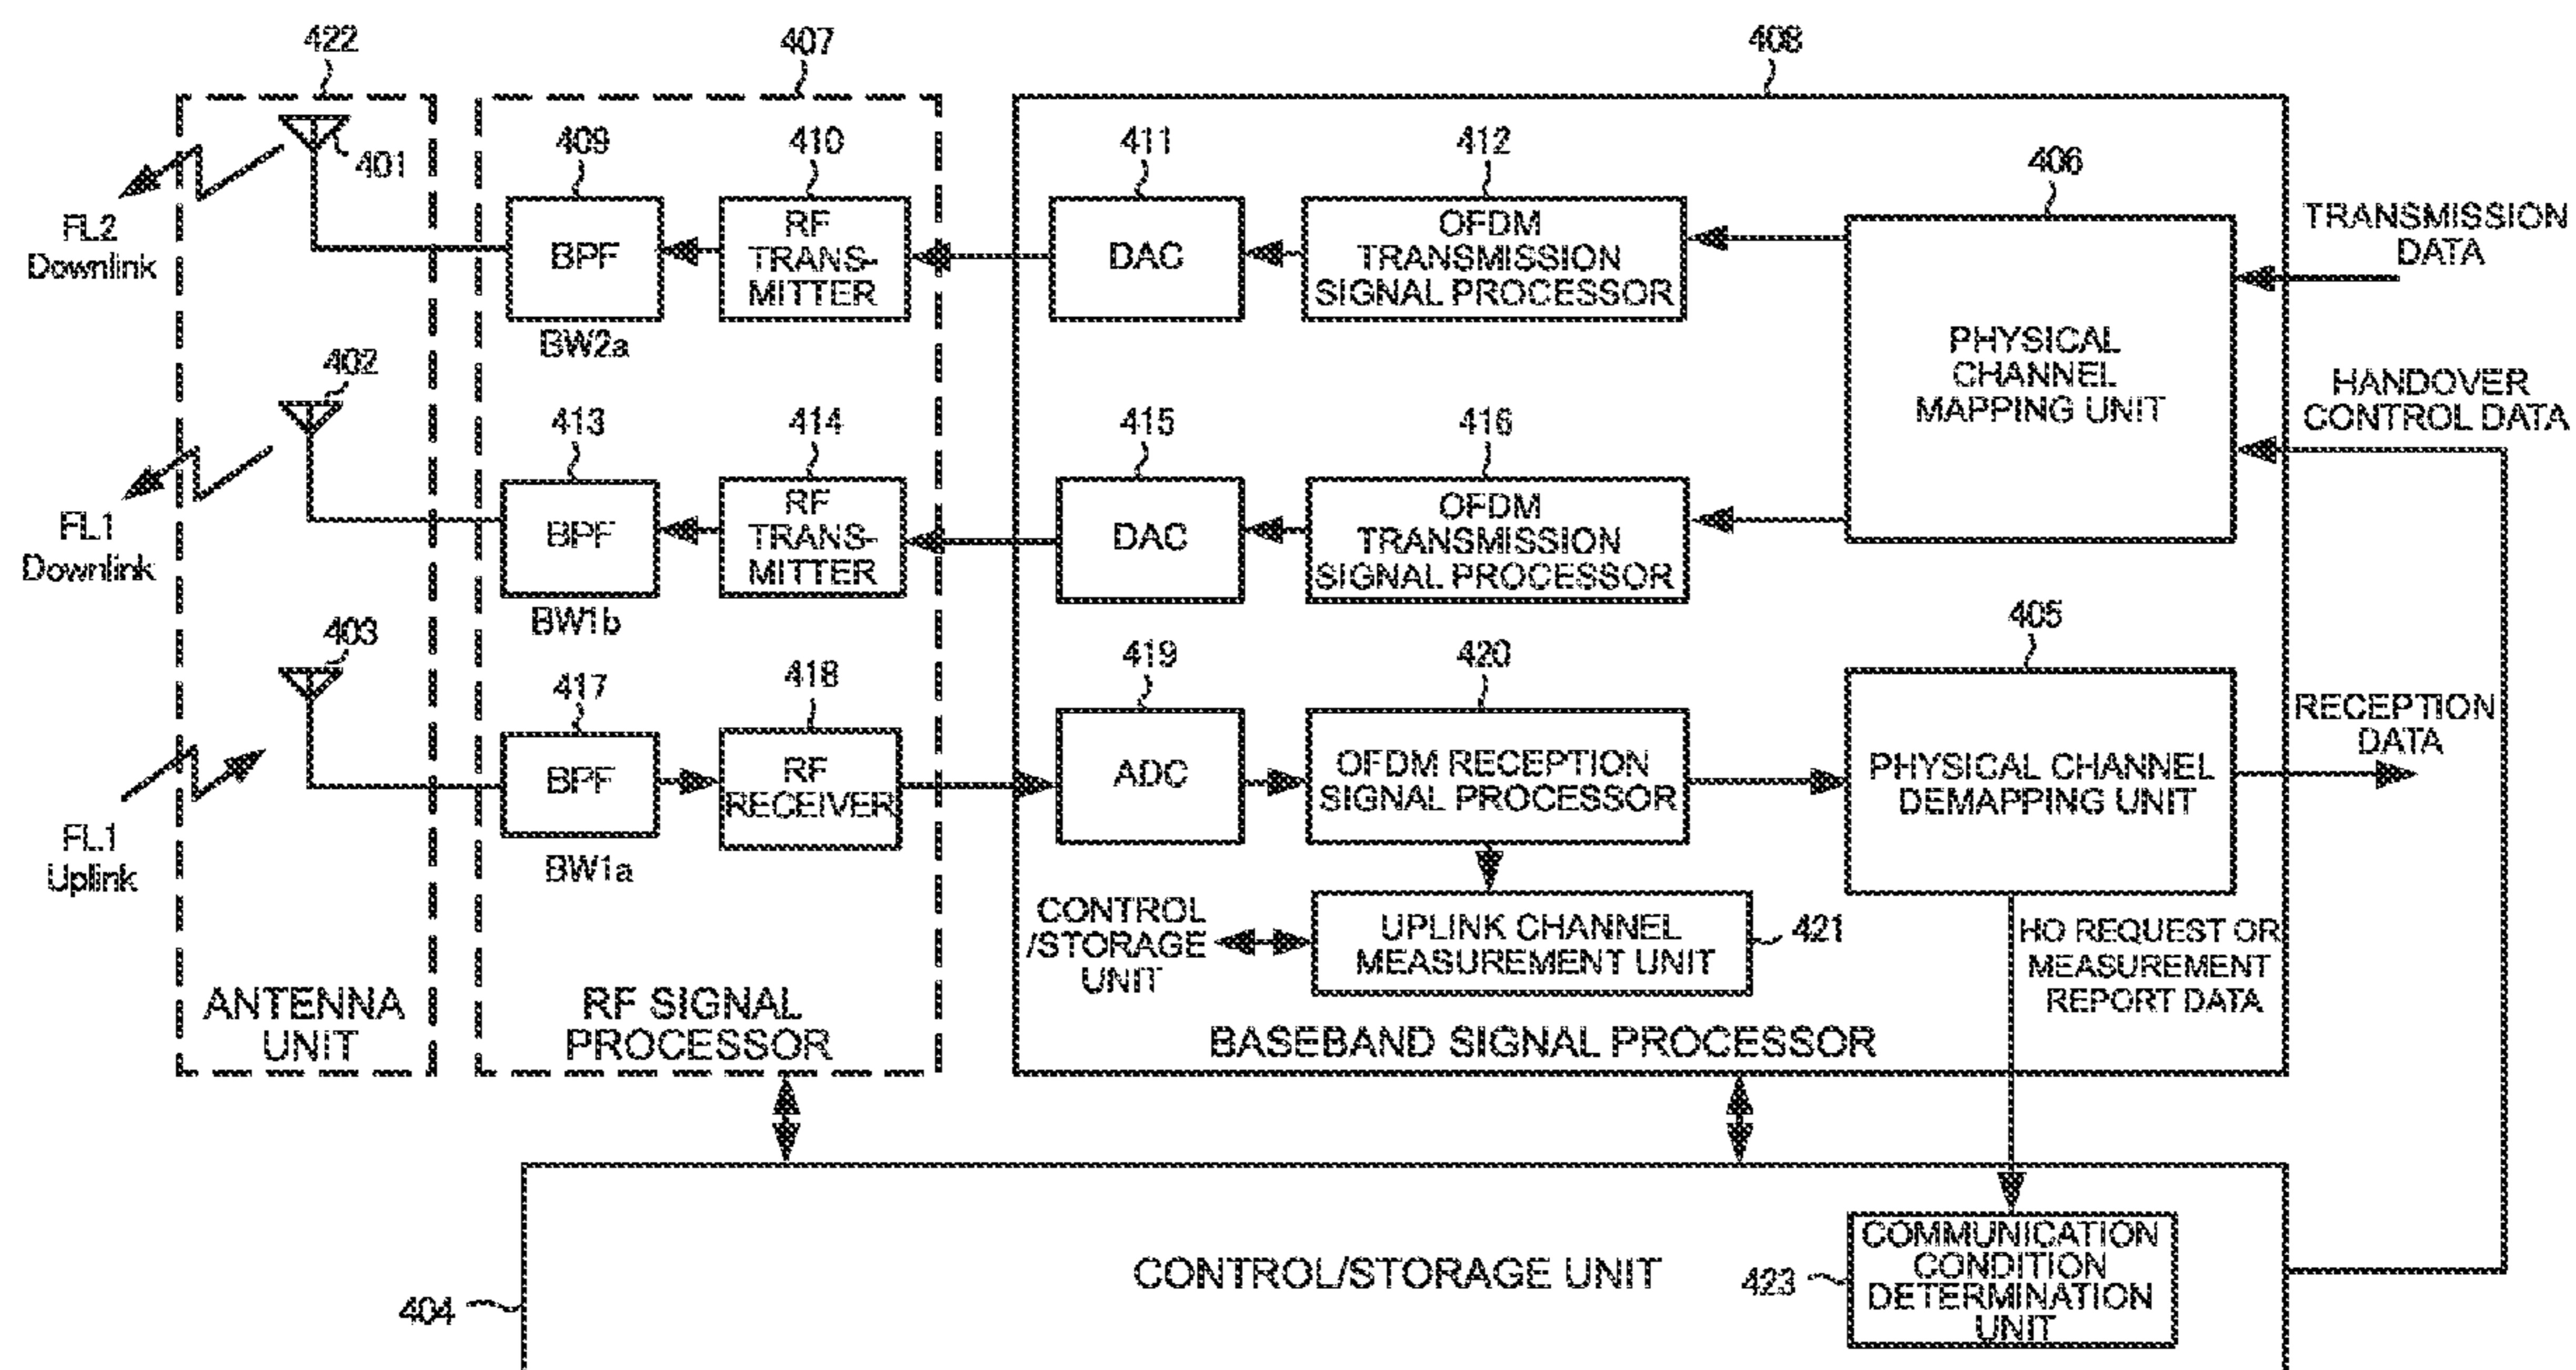 422
407
408
401
409
410
411
412
406
FL2
Downlink
BPF
BW2a
RF
TRANS-
MITTER
DAC
OFDM
TRANSMISSION
SIGNAL PROCESSOR
PHYSICAL
CHANNEL
MAPPING UNIT
TRANSMISSION
DATA
HANDOVER
CONTROL DATA
402
413
414
415
416
FL1
Downlink
BPF
BW1b
RF
TRANS-
MITTER
DAC
OFDM
TRANSMISSION
SIGNAL PROCESSOR
403
417
418
419
420
405
FL1
Uplink
BPF
BW1a
RF
RECEIVER
ADC
OFDM RECEPTION
SIGNAL PROCESSOR
PHYSICAL CHANNEL
DEMAPPING UNIT
RECEPTION
DATA
CONTROL
/STORAGE
UNIT
UPLINK CHANNEL
MEASUREMENT UNIT
421
HO REQUEST OR
MEASUREMENT
REPORT DATA
ANTENNA
UNIT
RF SIGNAL
PROCESSOR
BASEBAND SIGNAL PROCESSOR
404
CONTROL/STORAGE UNIT
423
COMMUNICATION
CONDITION
DETERMINATION
UNIT